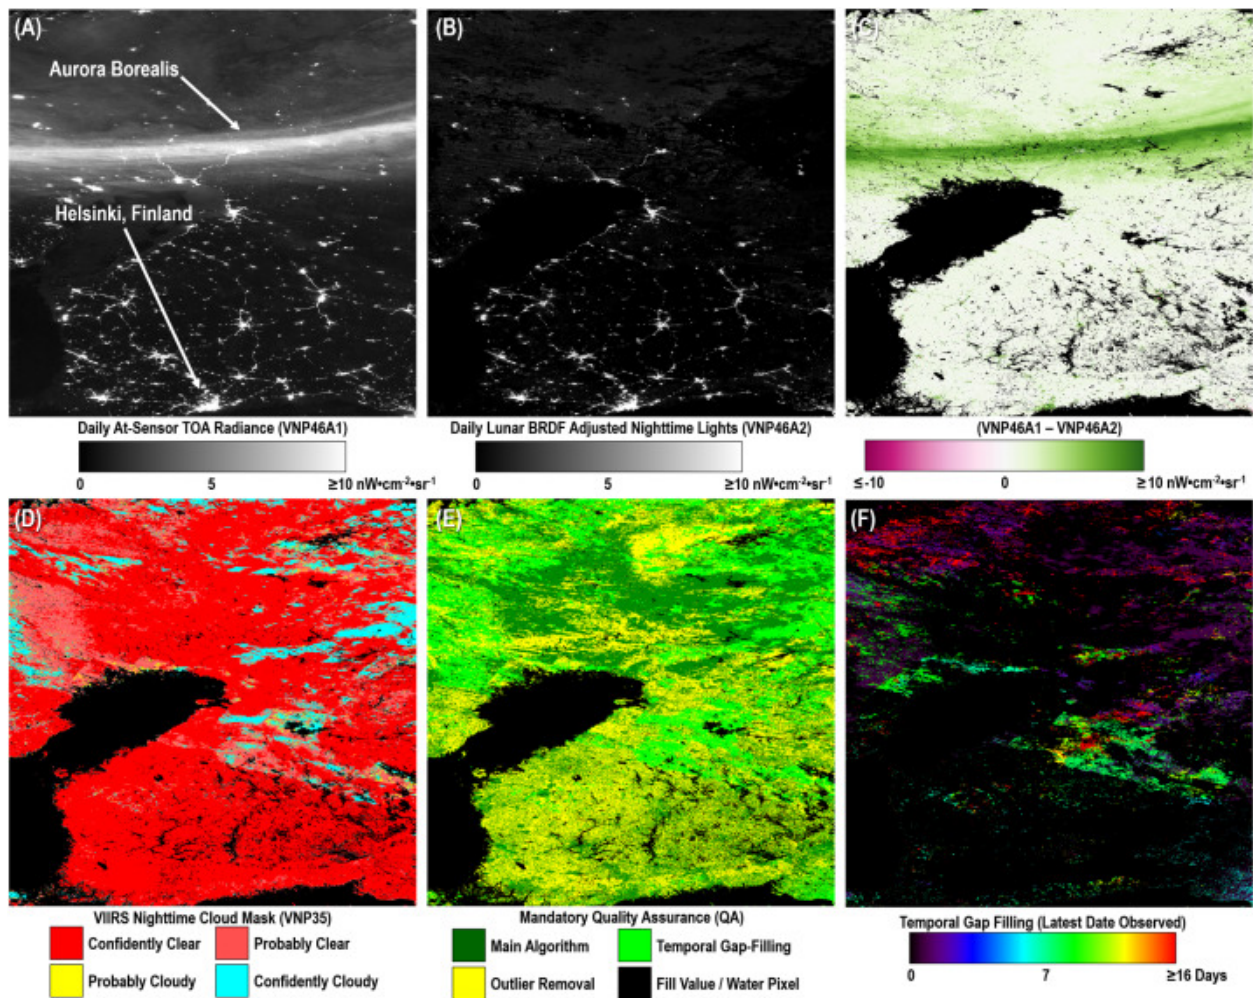 (A)
Aurora Borealis
Helsinki, Finland
(B)
(C)
Daily At-Sensor TOA Radiance (VNP46A1)
0 5 ≥10 nW•cm⁻²•sr⁻¹
Daily Lunar BRDF Adjusted Nighttime Lights (VNP46A2)
0 5 ≥10 nW•cm⁻²•sr⁻¹
(VNP46A1 – VNP46A2)
≤-10 0 ≥10 nW•cm⁻²•sr⁻¹
(D)
(E)
(F)
VIIRS Nighttime Cloud Mask (VNP35)
Confidently Clear Probably Clear
Probably Cloudy Confidently Cloudy
Mandatory Quality Assurance (QA)
Main Algorithm Temporal Gap-Filling
Outlier Removal Fill Value / Water Pixel
Temporal Gap Filling (Latest Date Observed)
0 7 ≥16 Days